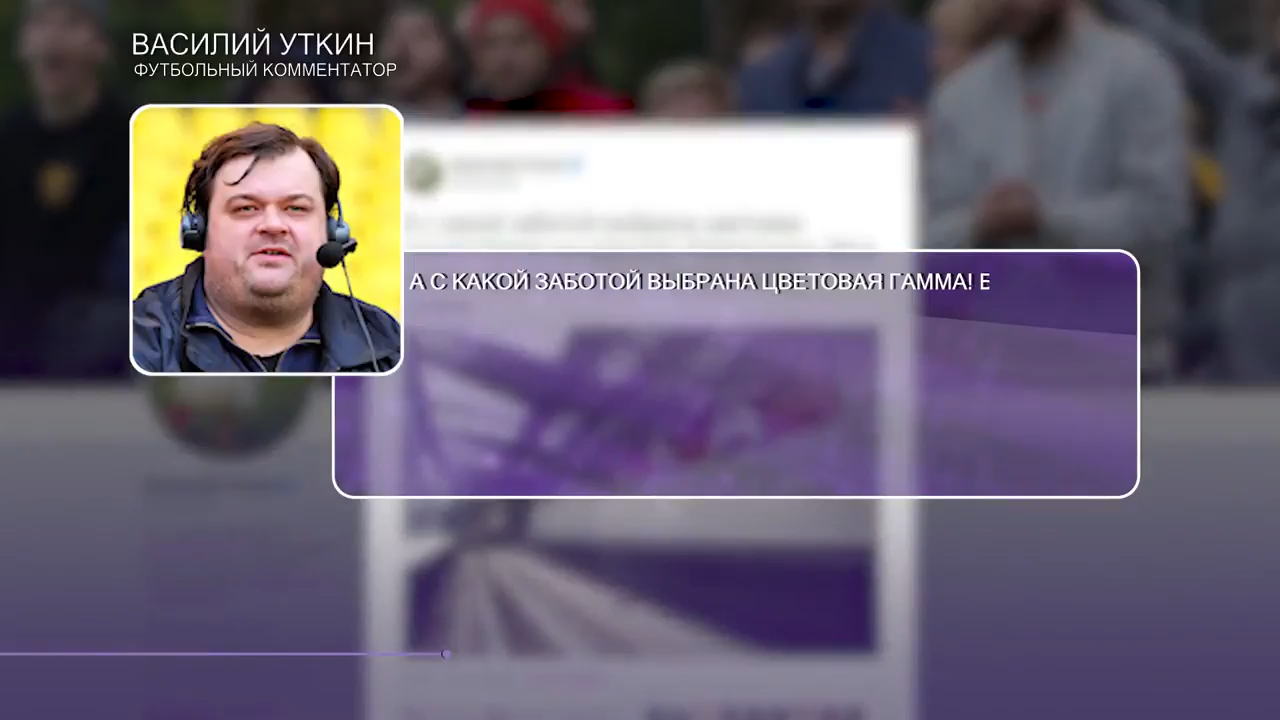 ВАСИЛИЙ УТКИН
ФУТБОЛЬНЫЙ КОММЕНТАТОР
А С КАКОЙ ЗАБОТОЙ ВЫБРАНА ЦВЕТОВАЯ ГАММА! Е